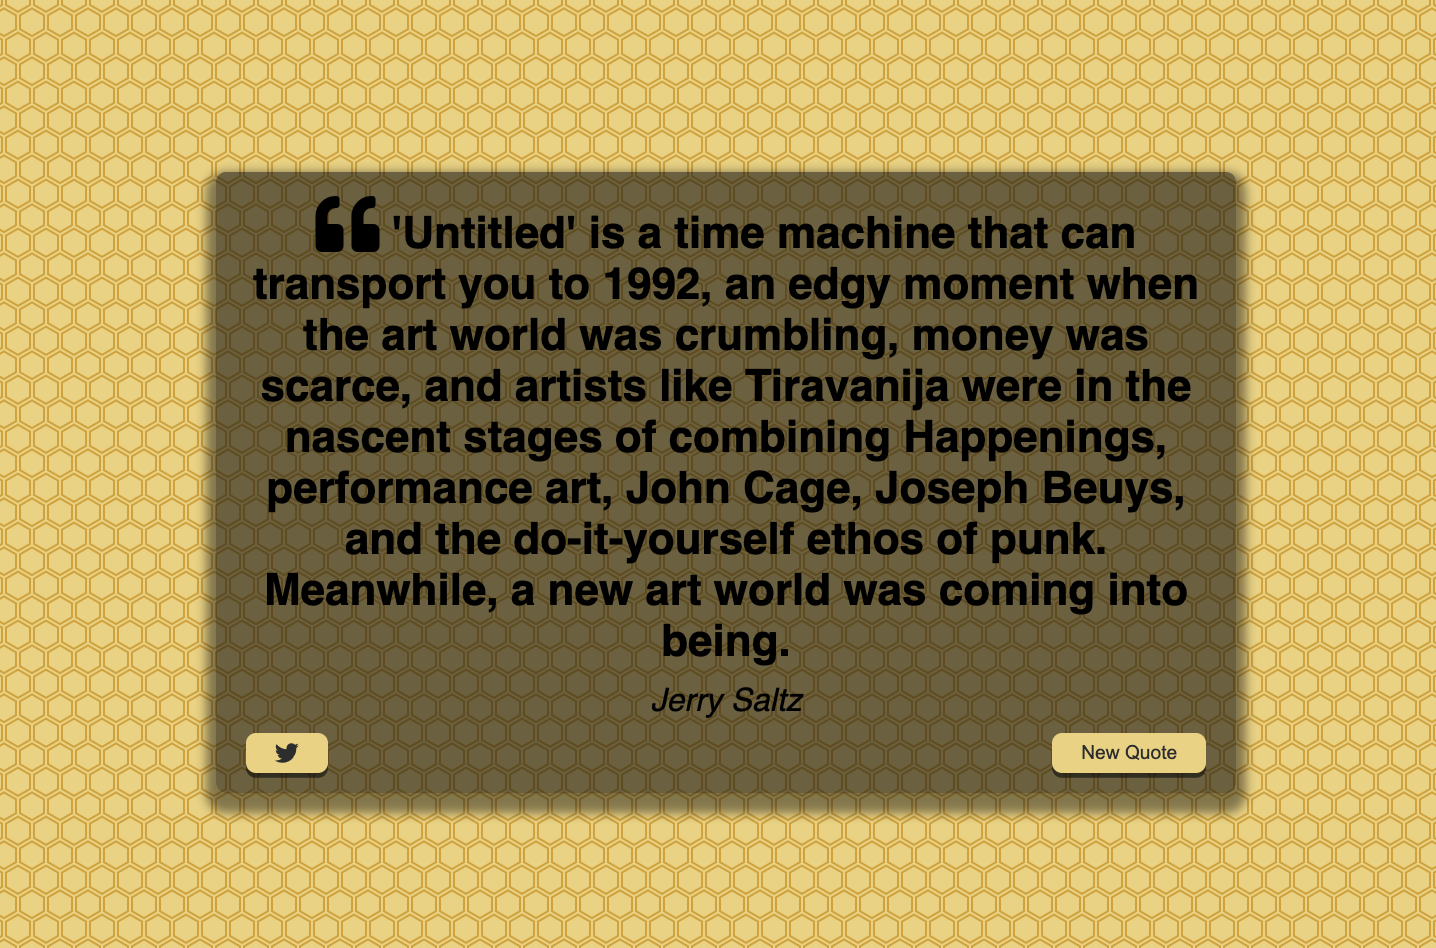 “ 'Untitled' is a time machine that can
transport you to 1992, an edgy moment when
the art world was crumbling, money was
scarce, and artists like Tiravanija were in the
nascent stages of combining Happenings,
performance art, John Cage, Joseph Beuys,
and the do-it-yourself ethos of punk.
Meanwhile, a new art world was coming into
being.
Jerry Saltz
New Quote